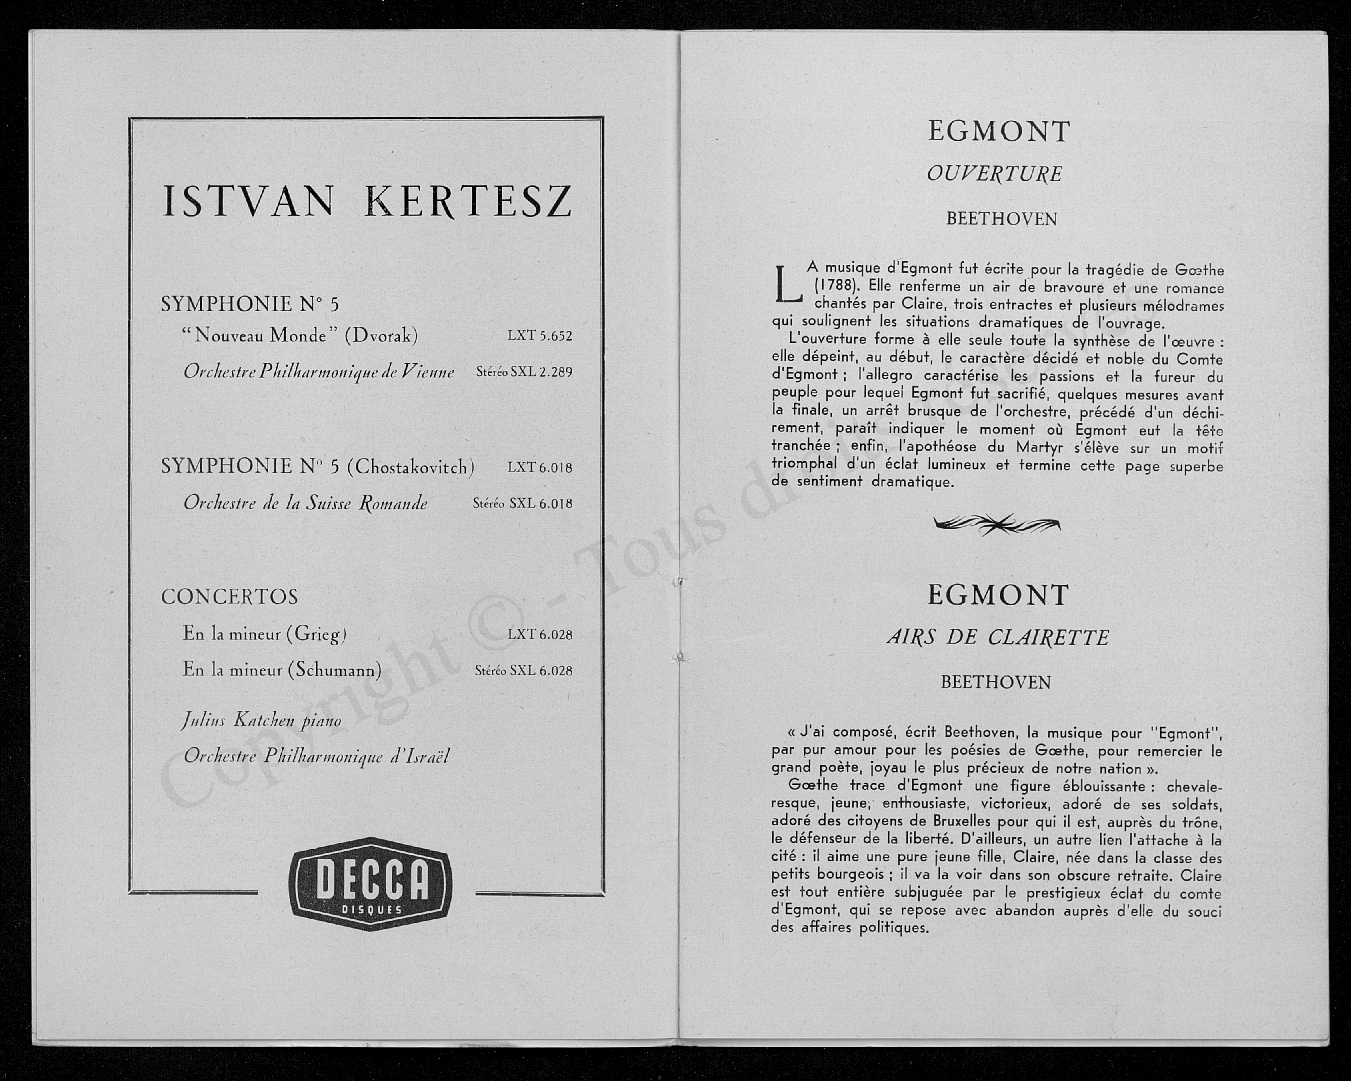 ISTVAN KERTESZ
SYMPHONIE N° 5
“Nouveau Monde” (Dvorak) LXT 5.652
Orchestre Philharmonique de Vienne Stéréo SXL 2.289
SYMPHONIE N° 5 (Chostakovitch) LXT 6.018
Orchestre de la Suisse Romande Stéréo SXL 6.018
CONCERTOS
En la mineur (Grieg) LXT 6.028
En la mineur (Schumann) Stéréo SXL 6.028
Julius Katchen piano
Orchestre Philharmonique d'Israël
DECCA
DISQUES
EGMONT
OUVERTURE
BEETHOVEN
LA musique d'Egmont fut écrite pour la tragédie de Gœthe
(1788). Elle renferme un air de bravoure et une romance
chantés par Claire, trois entractes et plusieurs mélodrames
qui soulignent les situations dramatiques de l'ouvrage.
L'ouverture forme à elle seule toute la synthèse de l'œuvre :
elle dépeint, au début, le caractère décidé et noble du Comte
d'Egmont ; l'allegro caractérise les passions et la fureur du
peuple pour lequel Egmont fut sacrifié, quelques mesures avant
la finale, un arrêt brusque de l'orchestre, précédé d'un déchi-
rement, paraît indiquer le moment où Egmont eut la tête
tranchée ; enfin, l'apothéose du Martyr s'élève sur un motif
triomphal d'un éclat lumineux et termine cette page superbe
de sentiment dramatique.
EGMONT
AIRS DE CLAIRETTE
BEETHOVEN
« J'ai composé, écrit Beethoven, la musique pour "Egmont",
par pur amour pour les poésies de Gœthe, pour remercier le
grand poète, joyau le plus précieux de notre nation ».
Gœthe trace d'Egmont une figure éblouissante : chevale-
resque, jeune, enthousiaste, victorieux, adoré de ses soldats,
adoré des citoyens de Bruxelles pour qui il est, auprès du trône,
le défenseur de la liberté. D'ailleurs, un autre lien l'attache à la
cité : il aime une pure jeune fille, Claire, née dans la classe des
petits bourgeois ; il va la voir dans son obscure retraite. Claire
est tout entière subjuguée par le prestigieux éclat du comte
d'Egmont, qui se repose avec abandon auprès d'elle du souci
des affaires politiques.
Copyright © - Tous